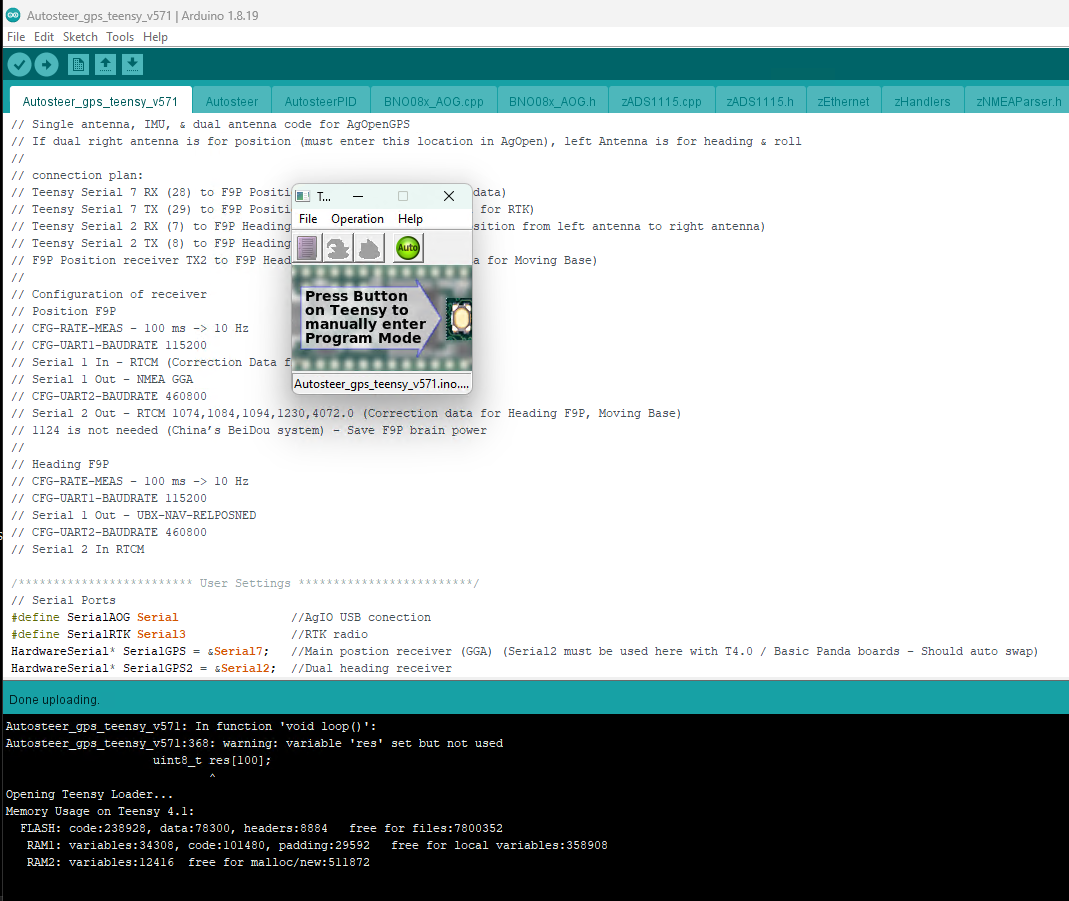 Autosteer_gps_teensy_v571 | Arduino 1.8.19
File Edit Sketch Tools Help
Autosteer_gps_teensy_v571 Autosteer AutosteerPID BNO08x_AOG.cpp BNO08x_AOG.h zADS1115.cpp zADS1115.h zEthernet zHandlers zNMEAParser.h
// Single antenna, IMU, & dual antenna code for AgOpenGPS
// If dual right antenna is for position (must enter this location in AgOpen), left Antenna is for heading & roll
//
// connection plan:
// Teensy Serial 7 RX (28) to F9P Positi data)
// Teensy Serial 7 TX (29) to F9P Positi for RTK)
// Teensy Serial 2 RX (7) to F9P Heading sition from left antenna to right antenna)
// Teensy Serial 2 TX (8) to F9P Heading
// F9P Position receiver TX2 to F9P Head a for Moving Base)
//
// Configuration of receiver
// Position F9P
// CFG-RATE-MEAS - 100 ms -> 10 Hz
// CFG-UART1-BAUDRATE 115200
// Serial 1 In - RTCM (Correction Data f
// Serial 1 Out - NMEA GGA
// CFG-UART2-BAUDRATE 460800
// Serial 2 Out - RTCM 1074,1084,1094,1230,4072.0 (Correction data for Heading F9P, Moving Base)
// 1124 is not needed (China's BeiDou system) - Save F9P brain power
//
// Heading F9P
// CFG-RATE-MEAS - 100 ms -> 10 Hz
// CFG-UART1-BAUDRATE 115200
// Serial 1 Out - UBX-NAV-RELPOSNED
// CFG-UART2-BAUDRATE 460800
// Serial 2 In RTCM
/************************* User Settings *************************/
// Serial Ports
#define SerialAOG Serial //AgIO USB conection
#define SerialRTK Serial3 //RTK radio
HardwareSerial* SerialGPS = &Serial7; //Main postion receiver (GGA) (Serial2 must be used here with T4.0 / Basic Panda boards - Should auto swap)
HardwareSerial* SerialGPS2 = &Serial2; //Dual heading receiver
T...
File Operation Help
Auto
Press Button
on Teensy to
manually enter
Program Mode
Autosteer_gps_teensy_v571.ino....
Done uploading.
Autosteer_gps_teensy_v571: In function 'void loop()':
Autosteer_gps_teensy_v571:368: warning: variable 'res' set but not used
uint8_t res[100];
^
Opening Teensy Loader...
Memory Usage on Teensy 4.1:
FLASH: code:238928, data:78300, headers:8884 free for files:7800352
RAM1: variables:34308, code:101480, padding:29592 free for local variables:358908
RAM2: variables:12416 free for malloc/new:511872